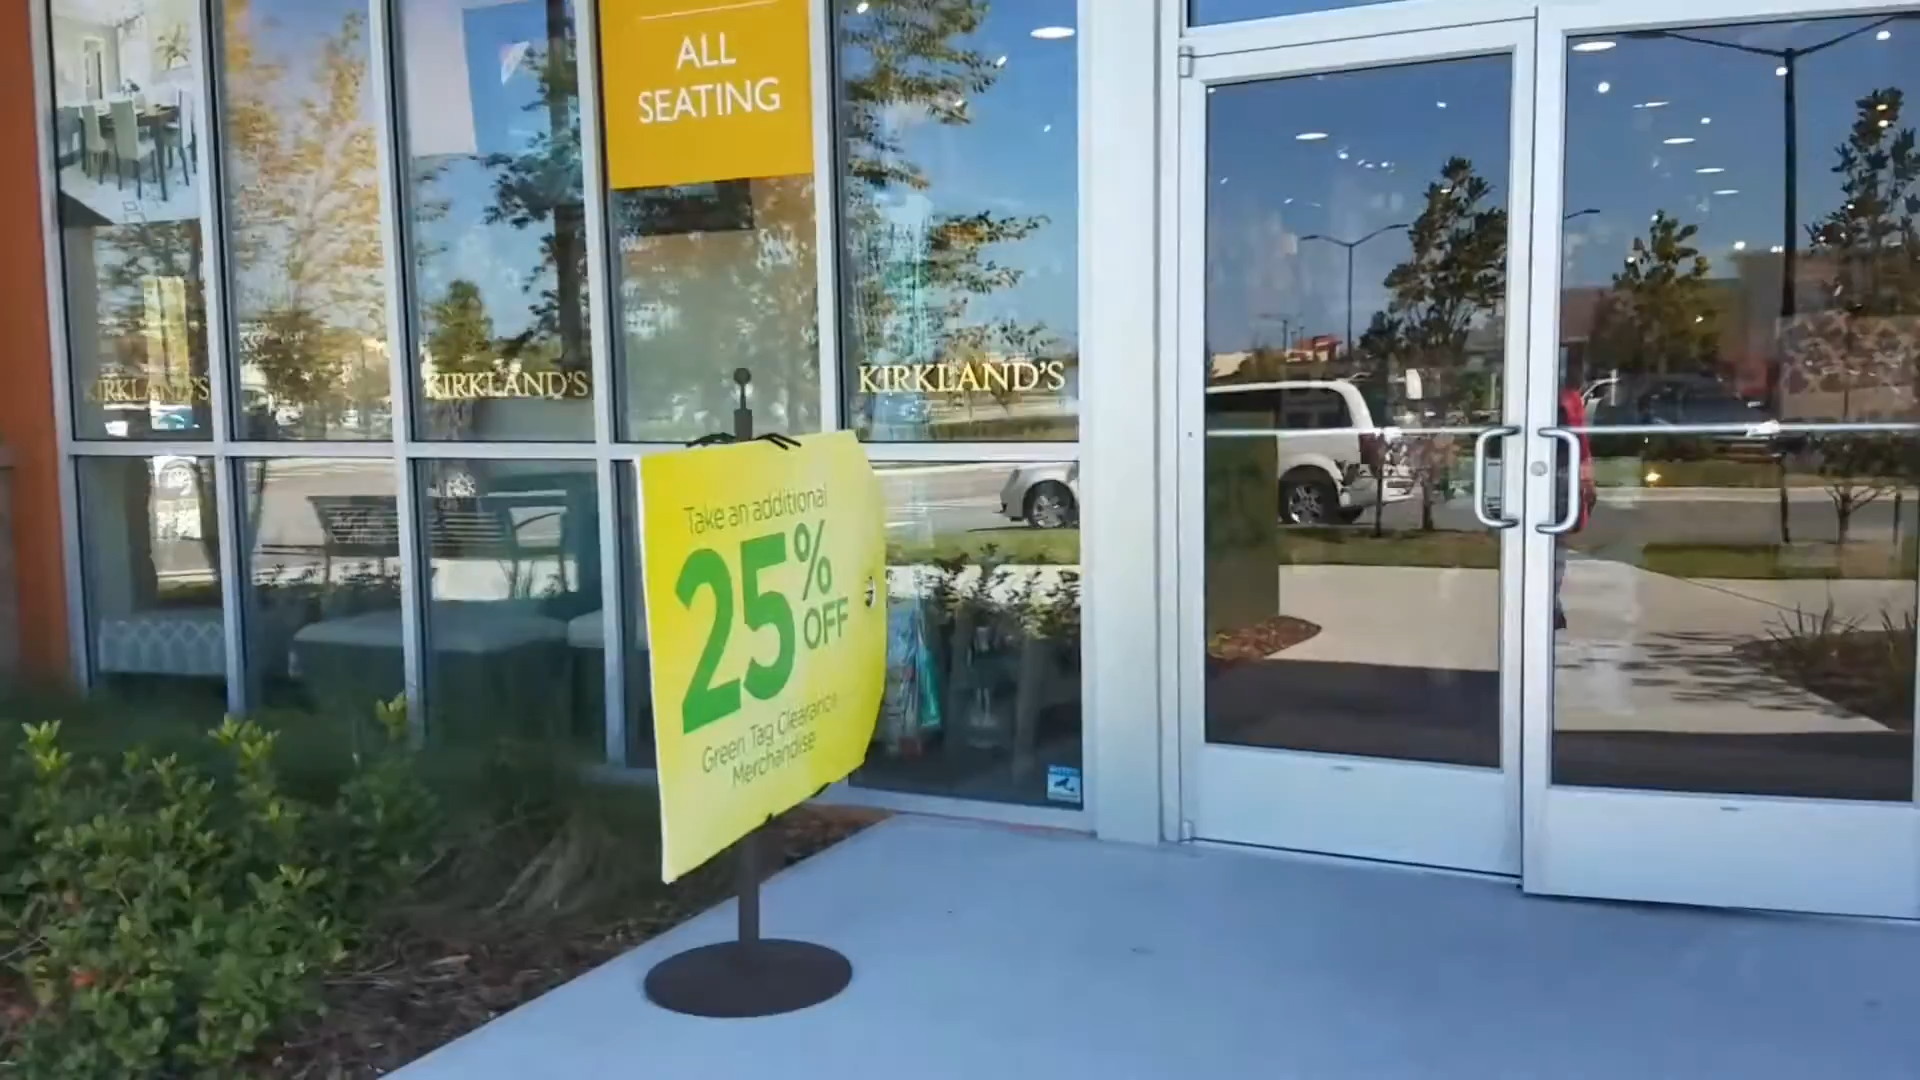 ALL
SEATING
KIRKLAND'S
KIRKLAND'S
KIRKLAND'S
Take an additional
25%
OFF
Green Tag Clearance
Merchandise